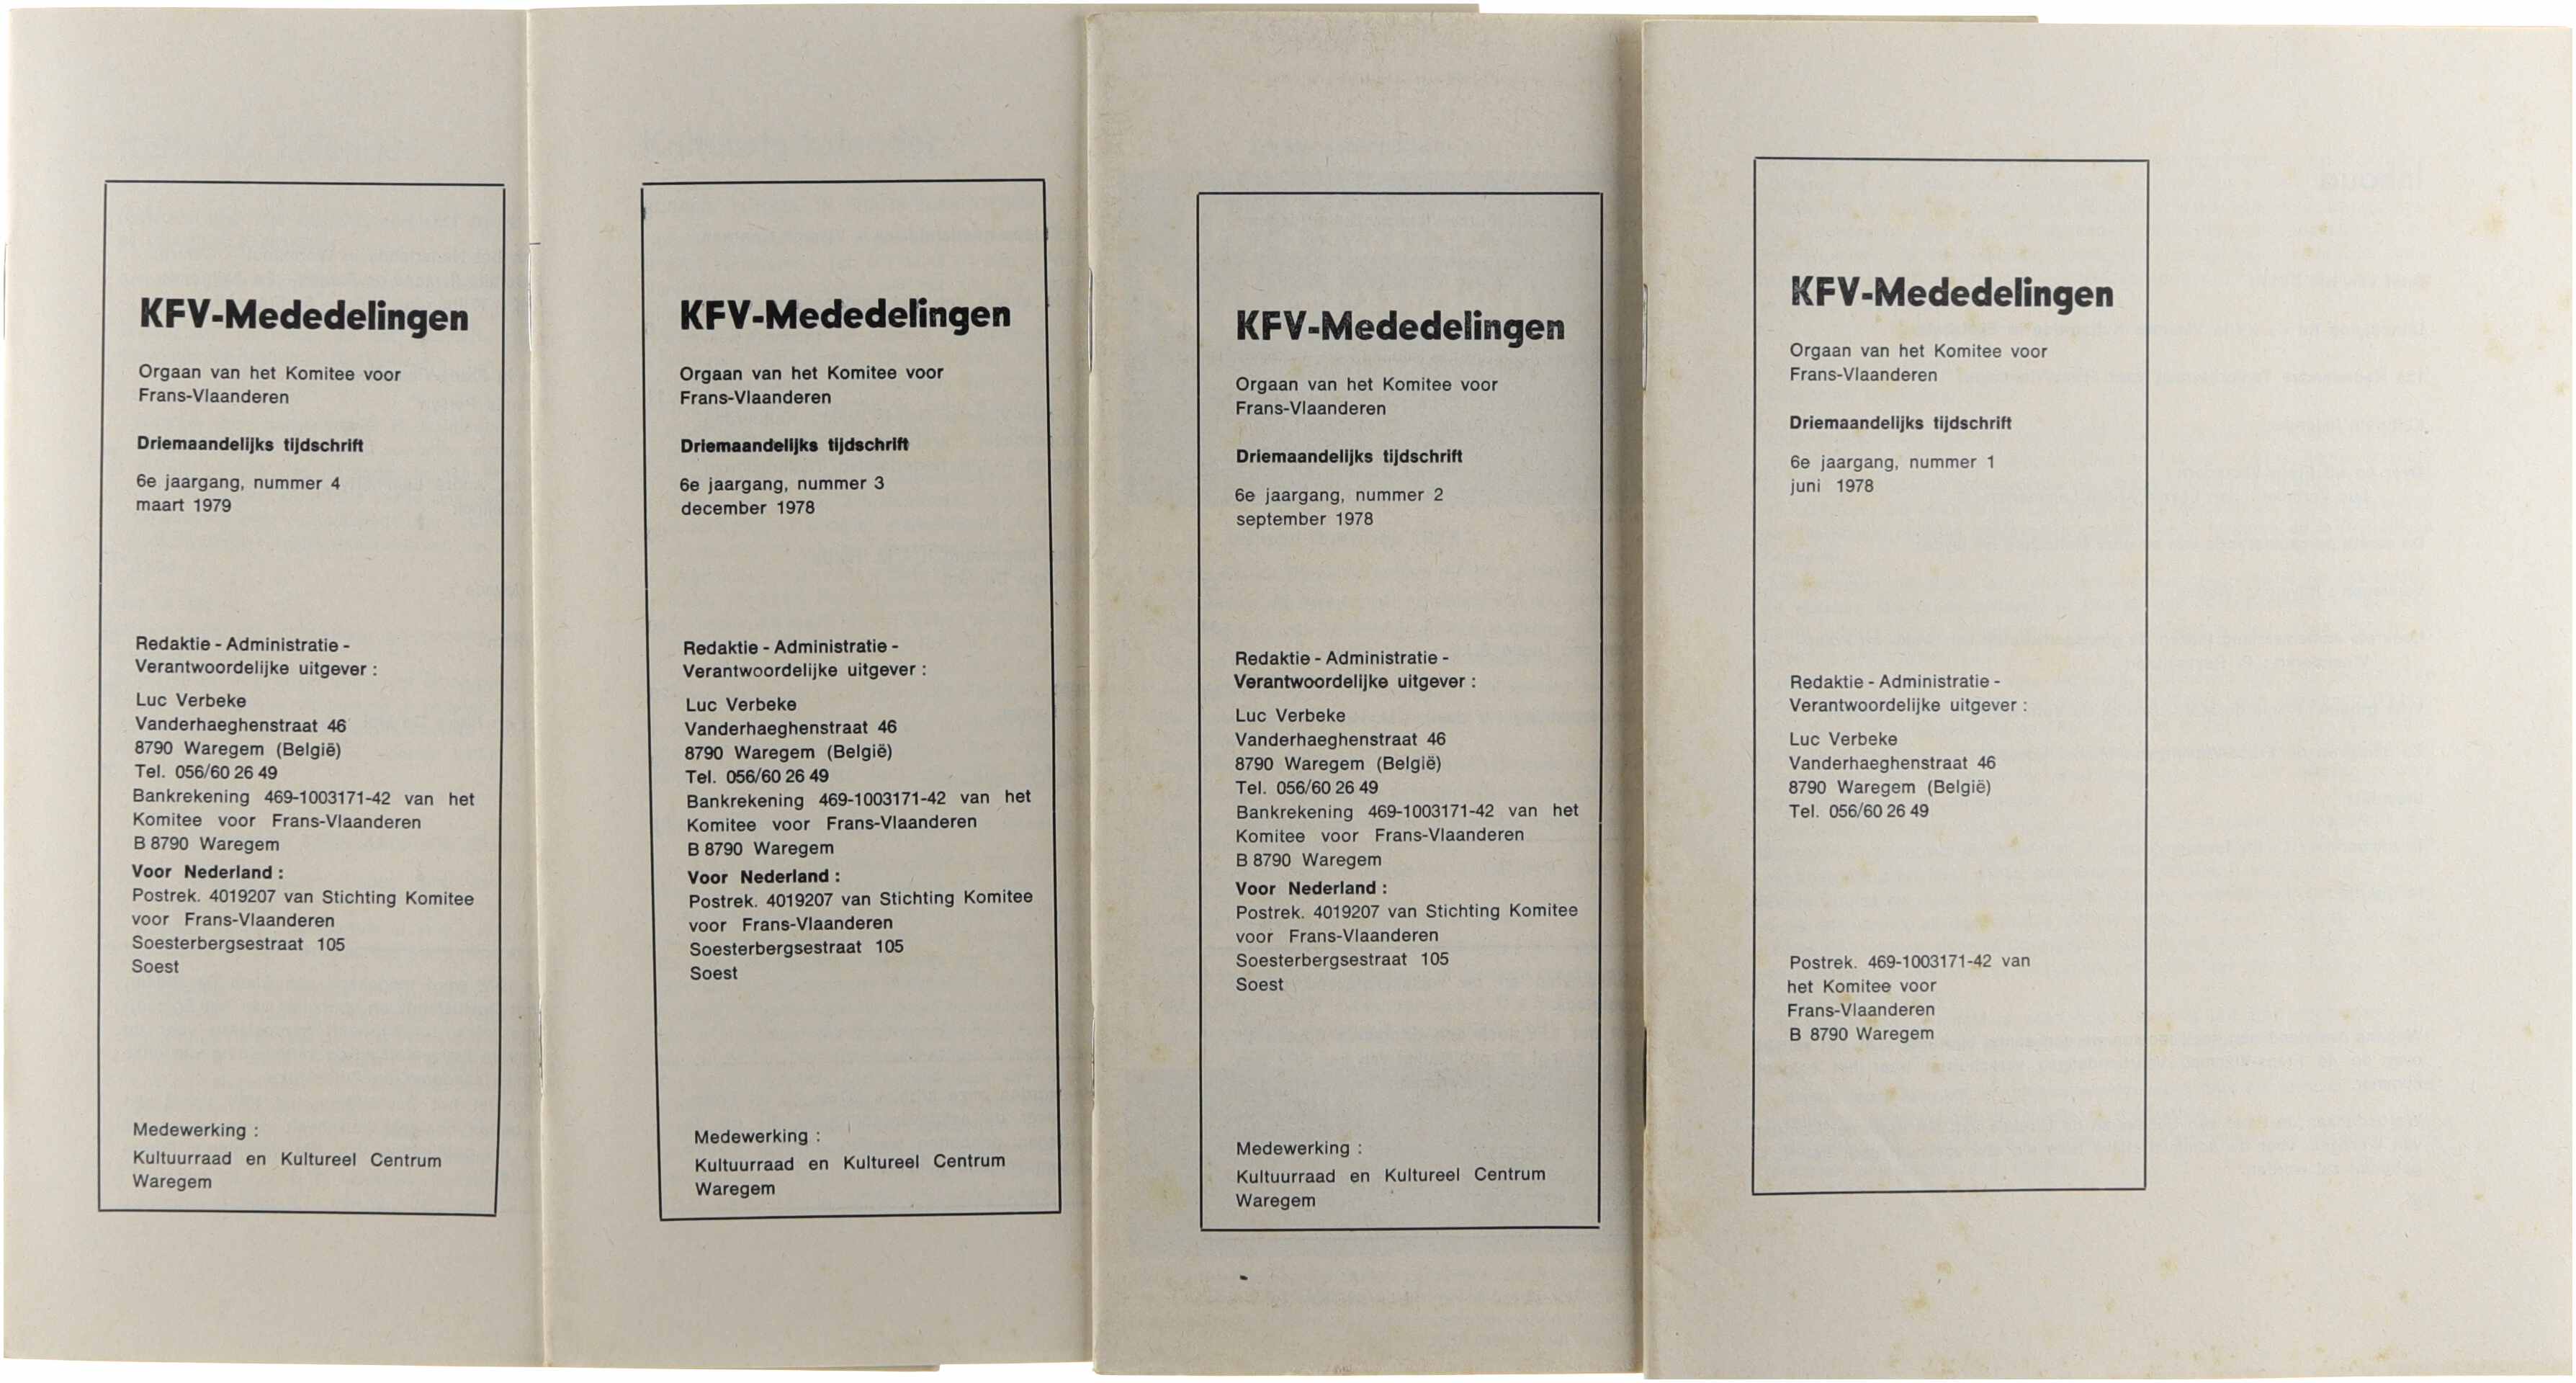 KFV-Mededelingen
Orgaan van het Komitee voor
Frans-Vlaanderen
Driemaandelijks tijdschrift
6e jaargang, nummer 4
maart 1979
Redaktie - Administratie -
Verantwoordelijke uitgever :
Luc Verbeke
Vanderhaeghenstraat 46
8790 Waregem (België)
Tel. 056/60 26 49
Bankrekening 469-1003171-42 van het
Komitee voor Frans-Vlaanderen
B 8790 Waregem
Voor Nederland :
Postrek. 4019207 van Stichting Komitee
voor Frans-Vlaanderen
Soesterbergsestraat 105
Soest
Medewerking :
Kultuurraad en Kultureel Centrum
Waregem
KFV-Mededelingen
Orgaan van het Komitee voor
Frans-Vlaanderen
Driemaandelijks tijdschrift
6e jaargang, nummer 3
december 1978
Redaktie - Administratie -
Verantwoordelijke uitgever :
Luc Verbeke
Vanderhaeghenstraat 46
8790 Waregem (België)
Tel. 056/60 26 49
Bankrekening 469-1003171-42 van het
Komitee voor Frans-Vlaanderen
B 8790 Waregem
Voor Nederland :
Postrek. 4019207 van Stichting Komitee
voor Frans-Vlaanderen
Soesterbergsestraat 105
Soest
Medewerking :
Kultuurraad en Kultureel Centrum
Waregem
KFV-Mededelingen
Orgaan van het Komitee voor
Frans-Vlaanderen
Driemaandelijks tijdschrift
6e jaargang, nummer 2
september 1978
Redaktie - Administratie -
Verantwoordelijke uitgever :
Luc Verbeke
Vanderhaeghenstraat 46
8790 Waregem (België)
Tel. 056/60 26 49
Bankrekening 469-1003171-42 van het
Komitee voor Frans-Vlaanderen
B 8790 Waregem
Voor Nederland :
Postrek. 4019207 van Stichting Komitee
voor Frans-Vlaanderen
Soesterbergsestraat 105
Soest
Medewerking :
Kultuurraad en Kultureel Centrum
Waregem
KFV-Mededelingen
Orgaan van het Komitee voor
Frans-Vlaanderen
Driemaandelijks tijdschrift
6e jaargang, nummer 1
juni 1978
Redaktie - Administratie -
Verantwoordelijke uitgever :
Luc Verbeke
Vanderhaeghenstraat 46
8790 Waregem (België)
Tel. 056/60 26 49
Postrek. 469-1003171-42 van
het Komitee voor
Frans-Vlaanderen
B 8790 Waregem